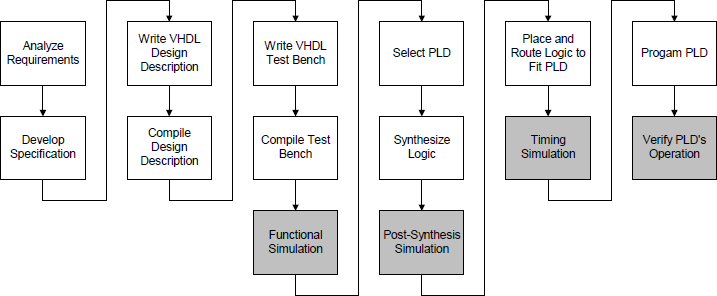 Analyze
Requirements
Develop
Specification
Write VHDL
Design
Description
Compile
Design
Description
Write VHDL
Test Bench
Compile Test
Bench
Functional
Simulation
Select PLD
Synthesize
Logic
Post-Synthesis
Simulation
Place and
Route Logic to
Fit PLD
Timing
Simulation
Progam PLD
Verify PLD's
Operation